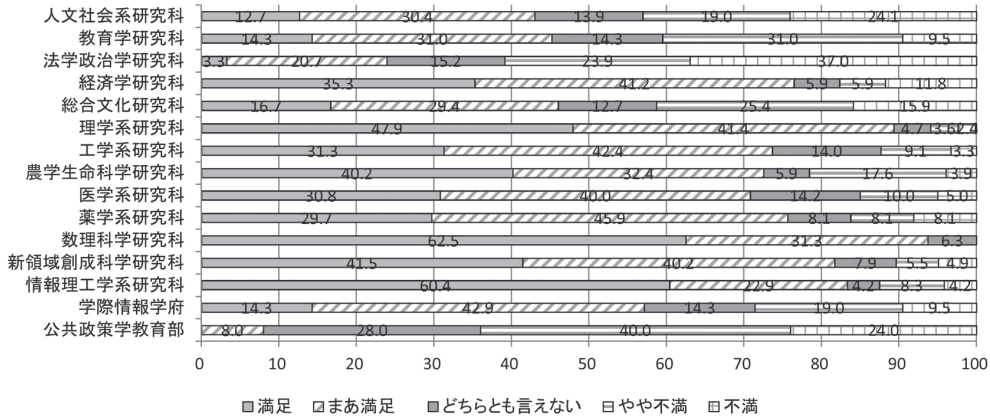 人文社会系研究科 12.7 30.4 13.9 19.0 24.1
教育学研究科 14.3 31.0 14.3 31.0 9.5
法学政治学研究科 3.3 20.7 15.2 23.9 37.0
経済学研究科 35.3 41.2 5.9 5.9 11.8
総合文化研究科 16.7 29.4 12.7 25.4 15.9
理学系研究科 47.9 41.4 4.7 3.6 2.4
工学系研究科 31.3 42.4 14.0 9.1 3.3
農学生命科学研究科 40.2 32.4 5.9 17.6 3.9
医学系研究科 30.8 40.0 14.2 10.0 5.0
薬学系研究科 29.7 45.9 8.1 8.1 8.1
数理科学研究科 62.5 31.3 6.3
新領域創成科学研究科 41.5 40.2 7.9 5.5 4.9
情報理工学系研究科 60.4 22.9 4.2 8.3 4.2
学際情報学府 14.3 42.9 14.3 19.0 9.5
公共政策学教育部 8.0 28.0 40.0 24.0
0 10 20 30 40 50 60 70 80 90 100
満足 まあ満足 どちらとも言えない やや不満 不満